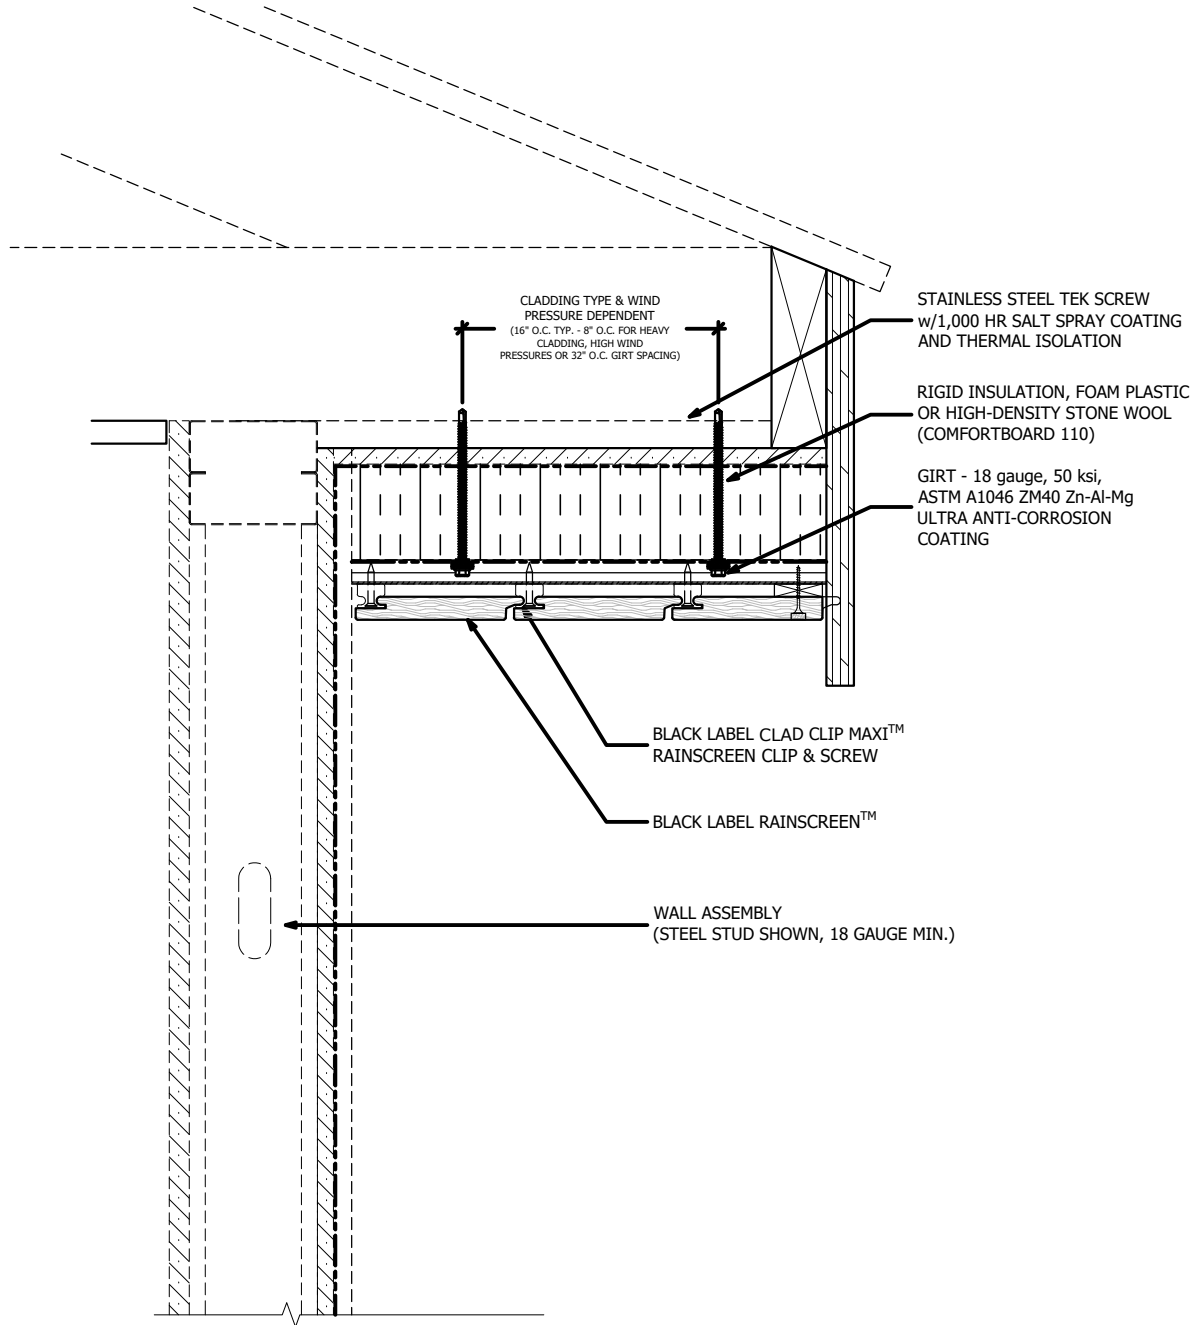 CLADDING TYPE & WIND
PRESSURE DEPENDENT
(16" O.C. TYP. - 8" O.C. FOR HEAVY
CLADDING, HIGH WIND
PRESSURES OR 32" O.C. GIRT SPACING)
STAINLESS STEEL TEK SCREW
w/1,000 HR SALT SPRAY COATING
AND THERMAL ISOLATION
RIGID INSULATION, FOAM PLASTIC
OR HIGH-DENSITY STONE WOOL
(COMFORTBOARD 110)
GIRT - 18 gauge, 50 ksi,
ASTM A1046 ZM40 Zn-Al-Mg
ULTRA ANTI-CORROSION
COATING
BLACK LABEL CLAD CLIP MAXI™
RAINSCREEN CLIP & SCREW
BLACK LABEL RAINSCREEN™
WALL ASSEMBLY
(STEEL STUD SHOWN, 18 GAUGE MIN.)